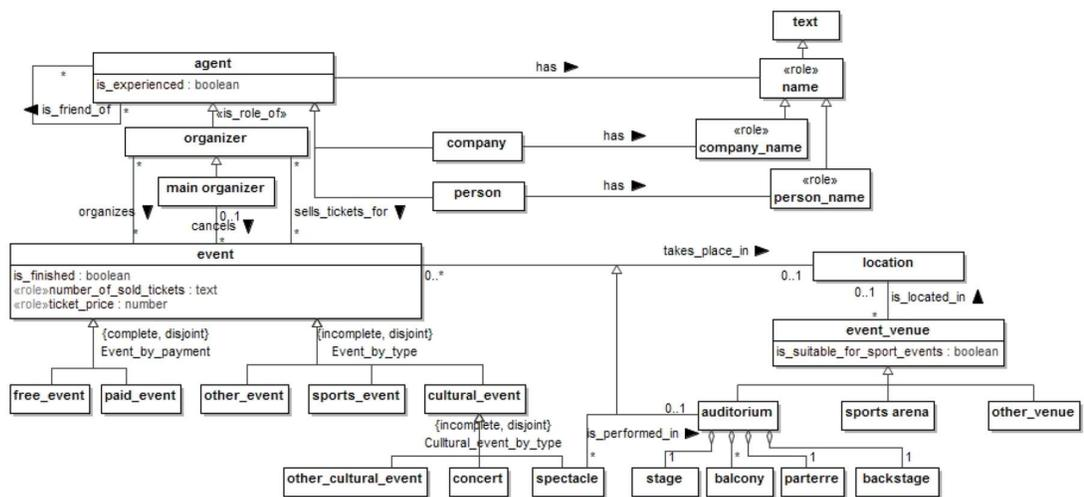 text
agent
is_experienced : boolean
*
is_friend_of
*
has
«role»
name
«is_role_of»
organizer
company
has
«role»
company_name
main organizer
person
has
«role»
person_name
*
*
organizes
0..1
cancels
sells_tickets_for
*
*
*
event
is_finished : boolean
«role»number_of_sold_tickets : text
«role»ticket_price : number
takes_place_in
0..*
0..1
location
0..1
is_located_in
*
event_venue
is_suitable_for_sport_events : boolean
{complete, disjoint}
Event_by_payment
{incomplete, disjoint}
Event_by_type
free_event
paid_event
other_event
sports_event
cultural_event
0..1
auditorium
sports arena
other_venue
{incomplete, disjoint}
Cultural_event_by_type
is_performed_in
*
1
*
1
1
other_cultural_event
concert
spectacle
stage
balcony
parterre
backstage